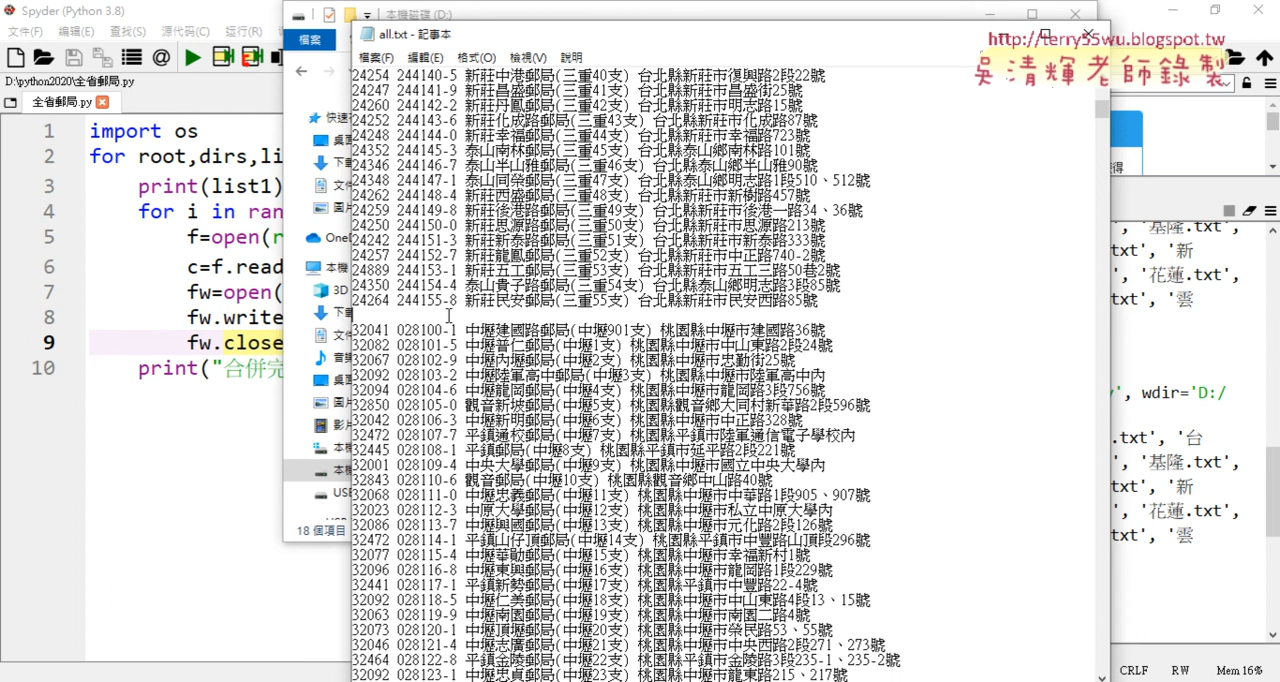 Spyder (Python 3.8)
本機磁碟 (D:)
all.txt - 記事本
http://terry55wu.blogspot.tw
吳清輝老師錄製
文件(F) 编辑(E) 查找(S) 源代码(C) 运行(R)
檔案
檔案(F) 編輯(E) 格式(O) 檢視(V) 說明
D:\python2020\全省郵局.py
全省郵局.py
1 import os
2 for root,dirs,li
3 print(list1)
4 for i in ran
5 f=open(r
6 c=f.read
7 fw=open(
8 fw.write
9 fw.close
10 print("合併完
快速
桌面
下
文件
圖片
OneD
本機
3D
下
文件
音
桌面
圖片
影片
本
本機
USB
18 個項目
24254 244140-5 新莊中港郵局(三重40支) 台北縣新莊市復興路2段22號
24247 244141-9 新莊昌盛郵局(三重41支) 台北縣新莊市昌盛街25號
24260 244142-2 新莊丹鳳郵局(三重42支) 台北縣新莊市明志路15號
24252 244143-6 新莊化成路郵局(三重43支) 台北縣新莊市化成路87號
24248 244144-0 新莊幸福郵局(三重44支) 台北縣新莊市幸福路723號
24352 244145-3 泰山南林郵局(三重45支) 台北縣泰山鄉南林路101號
24346 244146-7 泰山半山雅郵局(三重46支) 台北縣泰山鄉半山雅90號
24348 244147-1 泰山同榮郵局(三重47支) 台北縣泰山鄉明志路1段510、512號
24262 244148-4 新莊西盛郵局(三重48支) 台北縣新莊市新樹路457號
24259 244149-8 新莊後港路郵局(三重49支) 台北縣新莊市後港一路34、36號
24250 244150-0 新莊思源郵局(三重50支) 台北縣新莊市思源路213號
24242 244151-3 新莊新泰路郵局(三重51支) 台北縣新莊市新泰路333號
24257 244152-7 新莊龍鳳郵局(三重52支) 台北縣新莊市中正路740-2號
24889 244153-1 新莊五工郵局(三重53支) 台北縣新莊市五工三路50巷2號
24350 244154-4 泰山貴子路郵局(三重54支) 台北縣泰山鄉明志路3段85號
24264 244155-8 新莊民安郵局(三重55支) 台北縣新莊市民安西路85號
32041 028100-1 中壢建國路郵局(中壢901支) 桃園縣中壢市建國路36號
32082 028101-5 中壢普仁郵局(中壢1支) 桃園縣中壢市中山東路2段24號
32067 028102-9 中壢內壢郵局(中壢2支) 桃園縣中壢市忠勤街25號
32092 028103-2 中壢陸軍高中郵局(中壢3支) 桃園縣中壢市陸軍高中內
32094 028104-6 中壢龍岡郵局(中壢4支) 桃園縣中壢市龍岡路3段756號
32850 028105-0 觀音新坡郵局(中壢5支) 桃園縣觀音鄉大同村新華路2段596號
32042 028106-3 中壢新明郵局(中壢6支) 桃園縣中壢市中正路328號
32472 028107-7 平鎮通校郵局(中壢7支) 桃園縣平鎮市陸軍通信電子學校內
32445 028108-1 平鎮郵局(中壢8支) 桃園縣平鎮市延平路2段221號
32001 028109-4 中央大學郵局(中壢9支) 桃園縣中壢市國立中央大學內
32843 028110-6 觀音郵局(中壢10支) 桃園縣觀音鄉中山路40號
32068 028111-0 中壢忠義郵局(中壢11支) 桃園縣中壢市中華路1段905、907號
32023 028112-3 中原大學郵局(中壢12支) 桃園縣中壢市私立中原大學內
32086 028113-7 中壢興國郵局(中壢13支) 桃園縣中壢市元化路2段126號
32472 028114-1 平鎮山仔頂郵局(中壢14支) 桃園縣平鎮市中豐路山頂段296號
32077 028115-4 中壢華勛郵局(中壢15支) 桃園縣中壢市幸福新村1號
32096 028116-8 中壢東興郵局(中壢16支) 桃園縣中壢市龍岡路1段229號
32441 028117-1 平鎮新勢郵局(中壢17支) 桃園縣平鎮市中豐路22-4號
32092 028118-5 中壢仁美郵局(中壢18支) 桃園縣中壢市中山東路4段13、15號
32063 028119-9 中壢南園郵局(中壢19支) 桃園縣中壢市南園二路4號
32073 028120-1 中壢頂壢郵局(中壢20支) 桃園縣中壢市榮民路53、55號
32046 028121-4 中壢志廣郵局(中壢21支) 桃園縣中壢市中央西路2段271、273號
32464 028122-8 平鎮金陵郵局(中壢22支) 桃園縣平鎮市金陵路3段235-1、235-2號
32092 028123-1 中壢忠貞郵局(中壢23支) 桃園縣中壢市龍東路215、217號
得
'基隆.txt',
txt', '新
', '花蓮.txt',
txt', '雲
y', wdir='D:/
.txt', '台
'基隆.txt',
txt', '新
', '花蓮.txt',
txt', '雲
CRLF RW Mem 16%